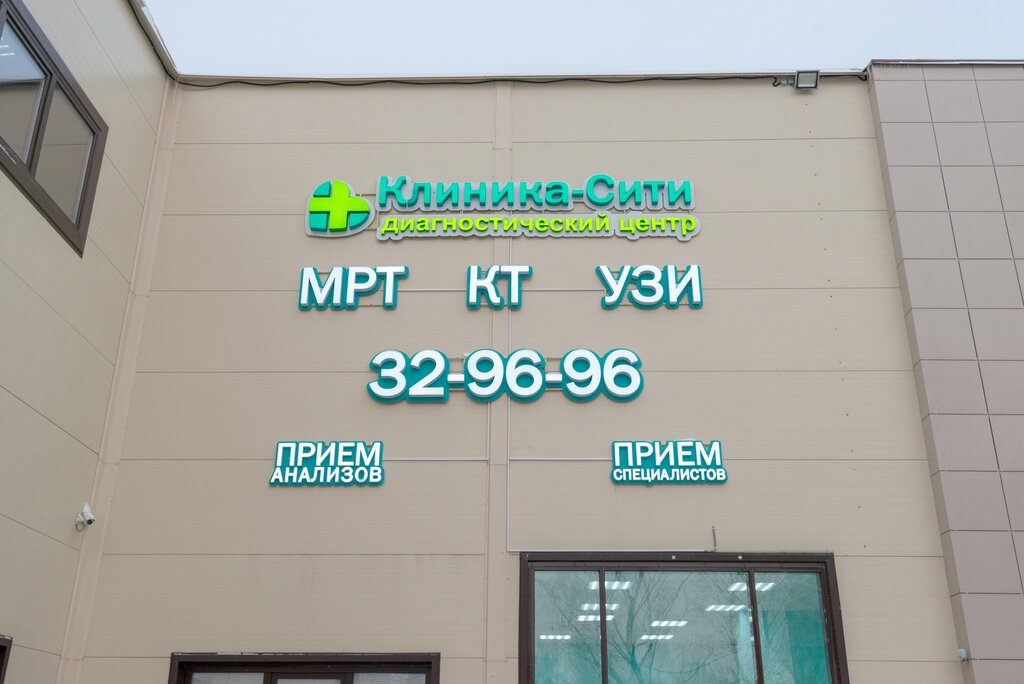 Клиника-Сити
диагностический центр
МРТ КТ УЗИ
32-96-96
ПРИЕМ
АНАЛИЗОВ
ПРИЕМ
СПЕЦИАЛИСТОВ